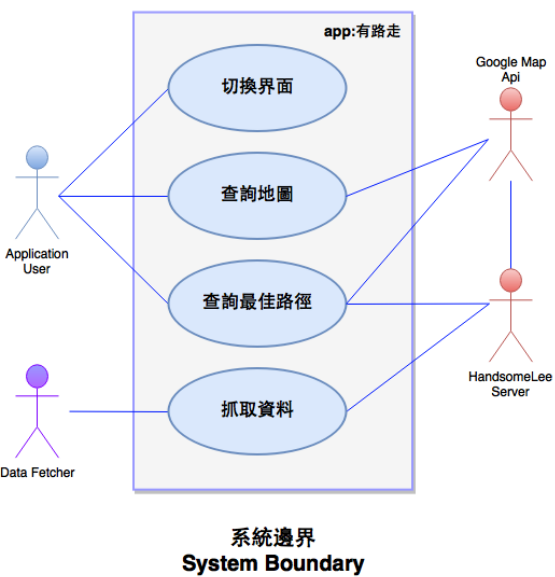 app:有路走
Google Map
Api
切換界面
查詢地圖
Application
User
查詢最佳路徑
HandsomeLee
Server
抓取資料
Data Fetcher
系統邊界
System Boundary